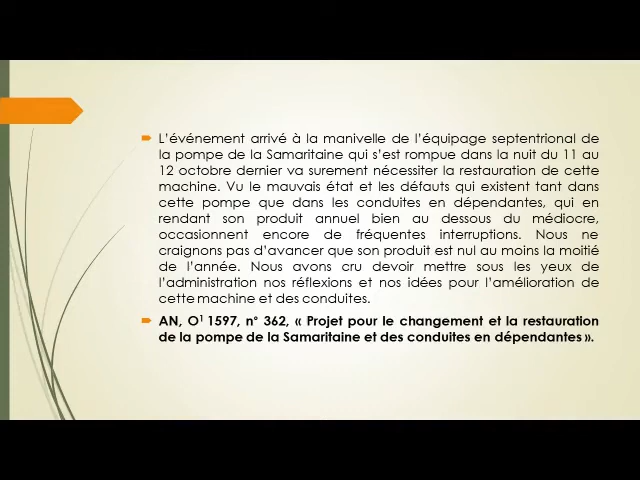 L'événement arrivé à la manivelle de l'équipage septentrional de
la pompe de la Samaritaine qui s'est rompue dans la nuit du 11 au
12 octobre dernier va surement nécessiter la restauration de cette
machine. Vu le mauvais état et les défauts qui existent tant dans
cette pompe que dans les conduites en dépendantes, qui en
rendant son produit annuel bien au dessous du médiocre,
occasionnent encore de fréquentes interruptions. Nous ne
craignons pas d'avancer que son produit est nul au moins la moitié
de l'année. Nous avons cru devoir mettre sous les yeux de
l'administration nos réflexions et nos idées pour l'amélioration de
cette machine et des conduites.
AN, O¹ 1597, n° 362, « Projet pour le changement et la restauration
de la pompe de la Samaritaine et des conduites en dépendantes ».